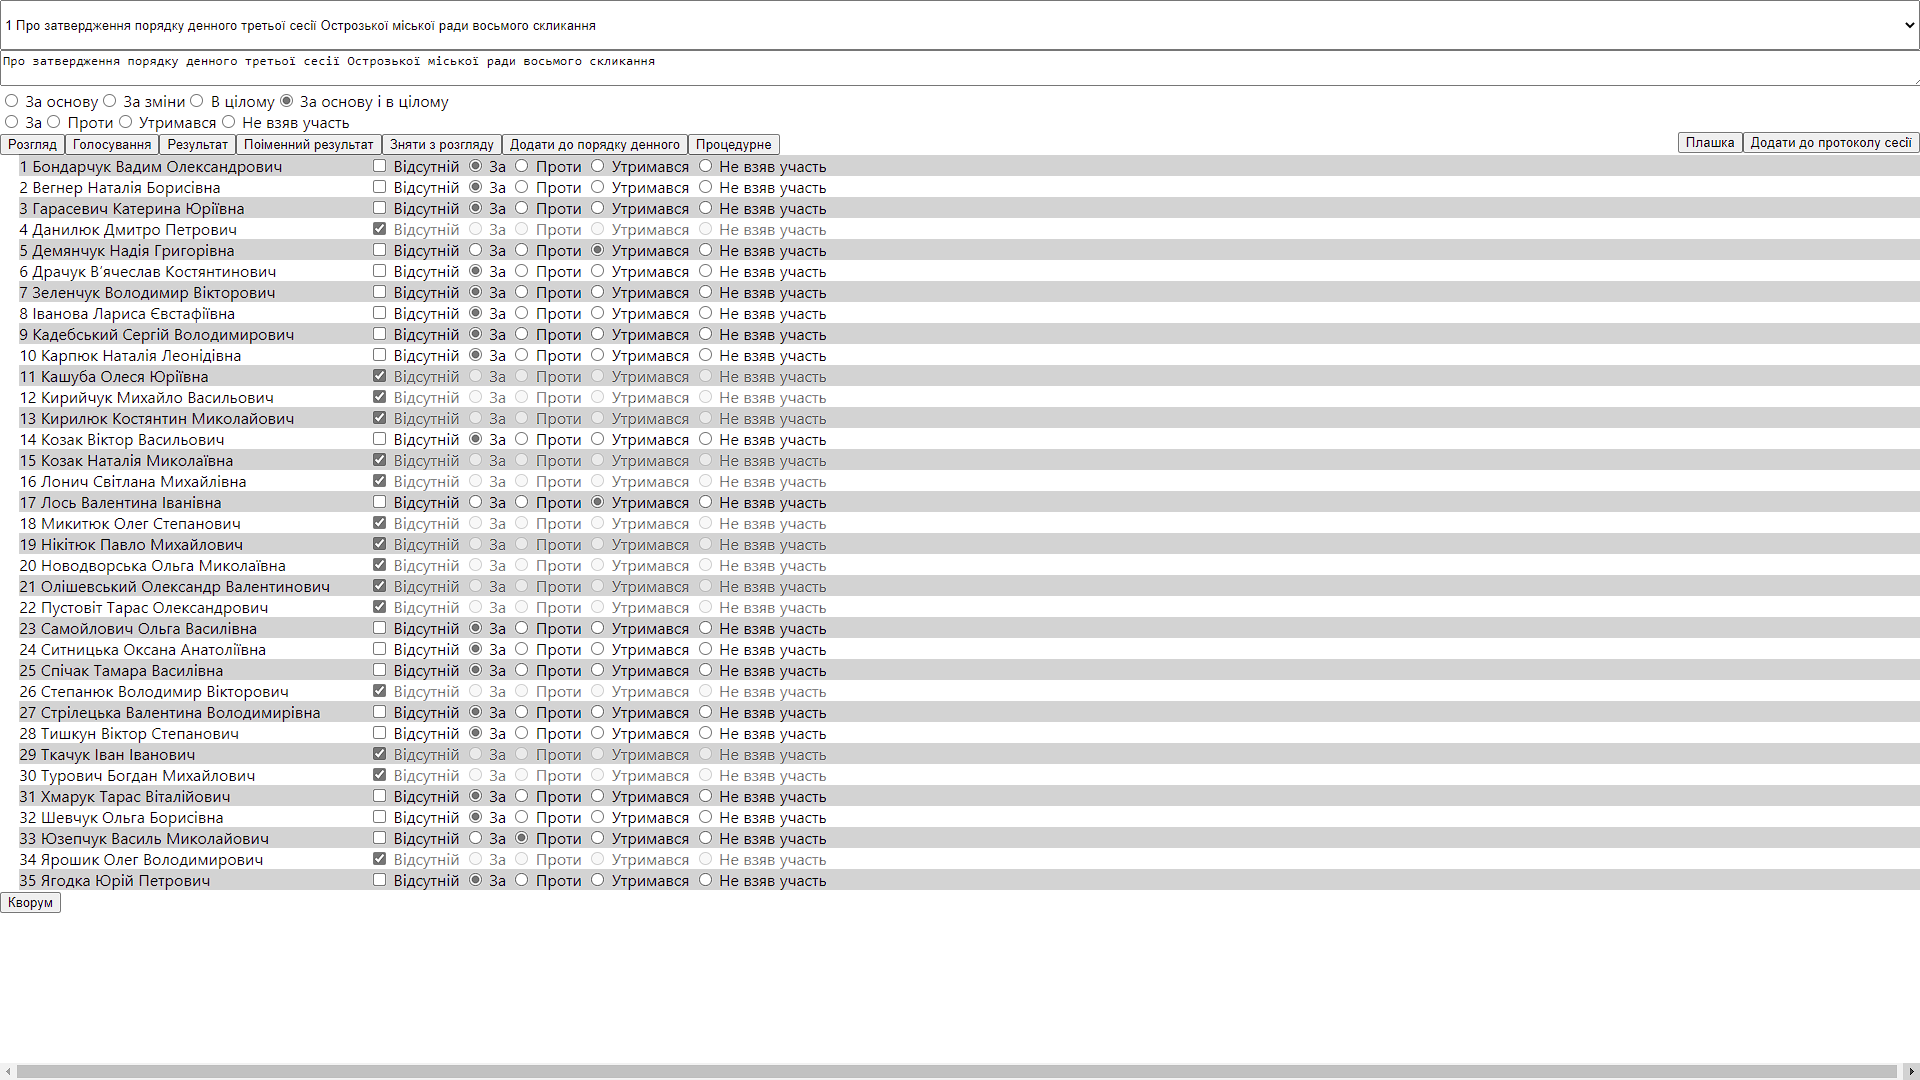 1 Про затвердження порядку денного третьої сесії Острозької міської ради восьмого скликання
Про затвердження порядку денного третьої сесії Острозької міської ради восьмого скликання
За основу За зміни В цілому За основу і в цілому
За Проти Утримався Не взяв участь
Розгляд Голосування Результат Поіменний результат Зняти з розгляду Додати до порядку денного Процедурне Плашка Додати до протоколу сесії
1 Бондарчук Вадим Олександрович Відсутній За Проти Утримався Не взяв участь
2 Вегнер Наталія Борисівна Відсутній За Проти Утримався Не взяв участь
3 Гарасевич Катерина Юріївна Відсутній За Проти Утримався Не взяв участь
4 Данилюк Дмитро Петрович Відсутній За Проти Утримався Не взяв участь
5 Демянчук Надія Григорівна Відсутній За Проти Утримався Не взяв участь
6 Драчук В'ячеслав Костянтинович Відсутній За Проти Утримався Не взяв участь
7 Зеленчук Володимир Вікторович Відсутній За Проти Утримався Не взяв участь
8 Іванова Лариса Євстафіївна Відсутній За Проти Утримався Не взяв участь
9 Кадебський Сергій Володимирович Відсутній За Проти Утримався Не взяв участь
10 Карпюк Наталія Леонідівна Відсутній За Проти Утримався Не взяв участь
11 Кашуба Олеся Юріївна Відсутній За Проти Утримався Не взяв участь
12 Кирийчук Михайло Васильович Відсутній За Проти Утримався Не взяв участь
13 Кирилюк Костянтин Миколайович Відсутній За Проти Утримався Не взяв участь
14 Козак Віктор Васильович Відсутній За Проти Утримався Не взяв участь
15 Козак Наталія Миколаївна Відсутній За Проти Утримався Не взяв участь
16 Лонич Світлана Михайлівна Відсутній За Проти Утримався Не взяв участь
17 Лось Валентина Іванівна Відсутній За Проти Утримався Не взяв участь
18 Микитюк Олег Степанович Відсутній За Проти Утримався Не взяв участь
19 Нікітюк Павло Михайлович Відсутній За Проти Утримався Не взяв участь
20 Новодворська Ольга Миколаївна Відсутній За Проти Утримався Не взяв участь
21 Олішевський Олександр Валентинович Відсутній За Проти Утримався Не взяв участь
22 Пустовіт Тарас Олександрович Відсутній За Проти Утримався Не взяв участь
23 Самойлович Ольга Василівна Відсутній За Проти Утримався Не взяв участь
24 Ситницька Оксана Анатоліївна Відсутній За Проти Утримався Не взяв участь
25 Спічак Тамара Василівна Відсутній За Проти Утримався Не взяв участь
26 Степанюк Володимир Вікторович Відсутній За Проти Утримався Не взяв участь
27 Стрілецька Валентина Володимирівна Відсутній За Проти Утримався Не взяв участь
28 Тишкун Віктор Степанович Відсутній За Проти Утримався Не взяв участь
29 Ткачук Іван Іванович Відсутній За Проти Утримався Не взяв участь
30 Турович Богдан Михайлович Відсутній За Проти Утримався Не взяв участь
31 Хмарук Тарас Віталійович Відсутній За Проти Утримався Не взяв участь
32 Шевчук Ольга Борисівна Відсутній За Проти Утримався Не взяв участь
33 Юзепчук Василь Миколайович Відсутній За Проти Утримався Не взяв участь
34 Ярошик Олег Володимирович Відсутній За Проти Утримався Не взяв участь
35 Ягодка Юрій Петрович Відсутній За Проти Утримався Не взяв участь
Кворум